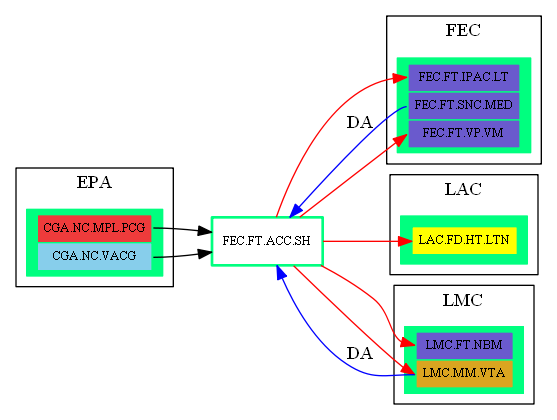 FEC
FEC.FT.IPAC.LT
FEC.FT.SNC.MED
FEC.FT.VP.VM
DA
EPA
CGA.NC.MPL.PCG
CGA.NC.VACG
FEC.FT.ACC.SH
LAC
LAC.FD.HT.LTN
LMC
LMC.FT.NBM
LMC.MM.VTA
DA